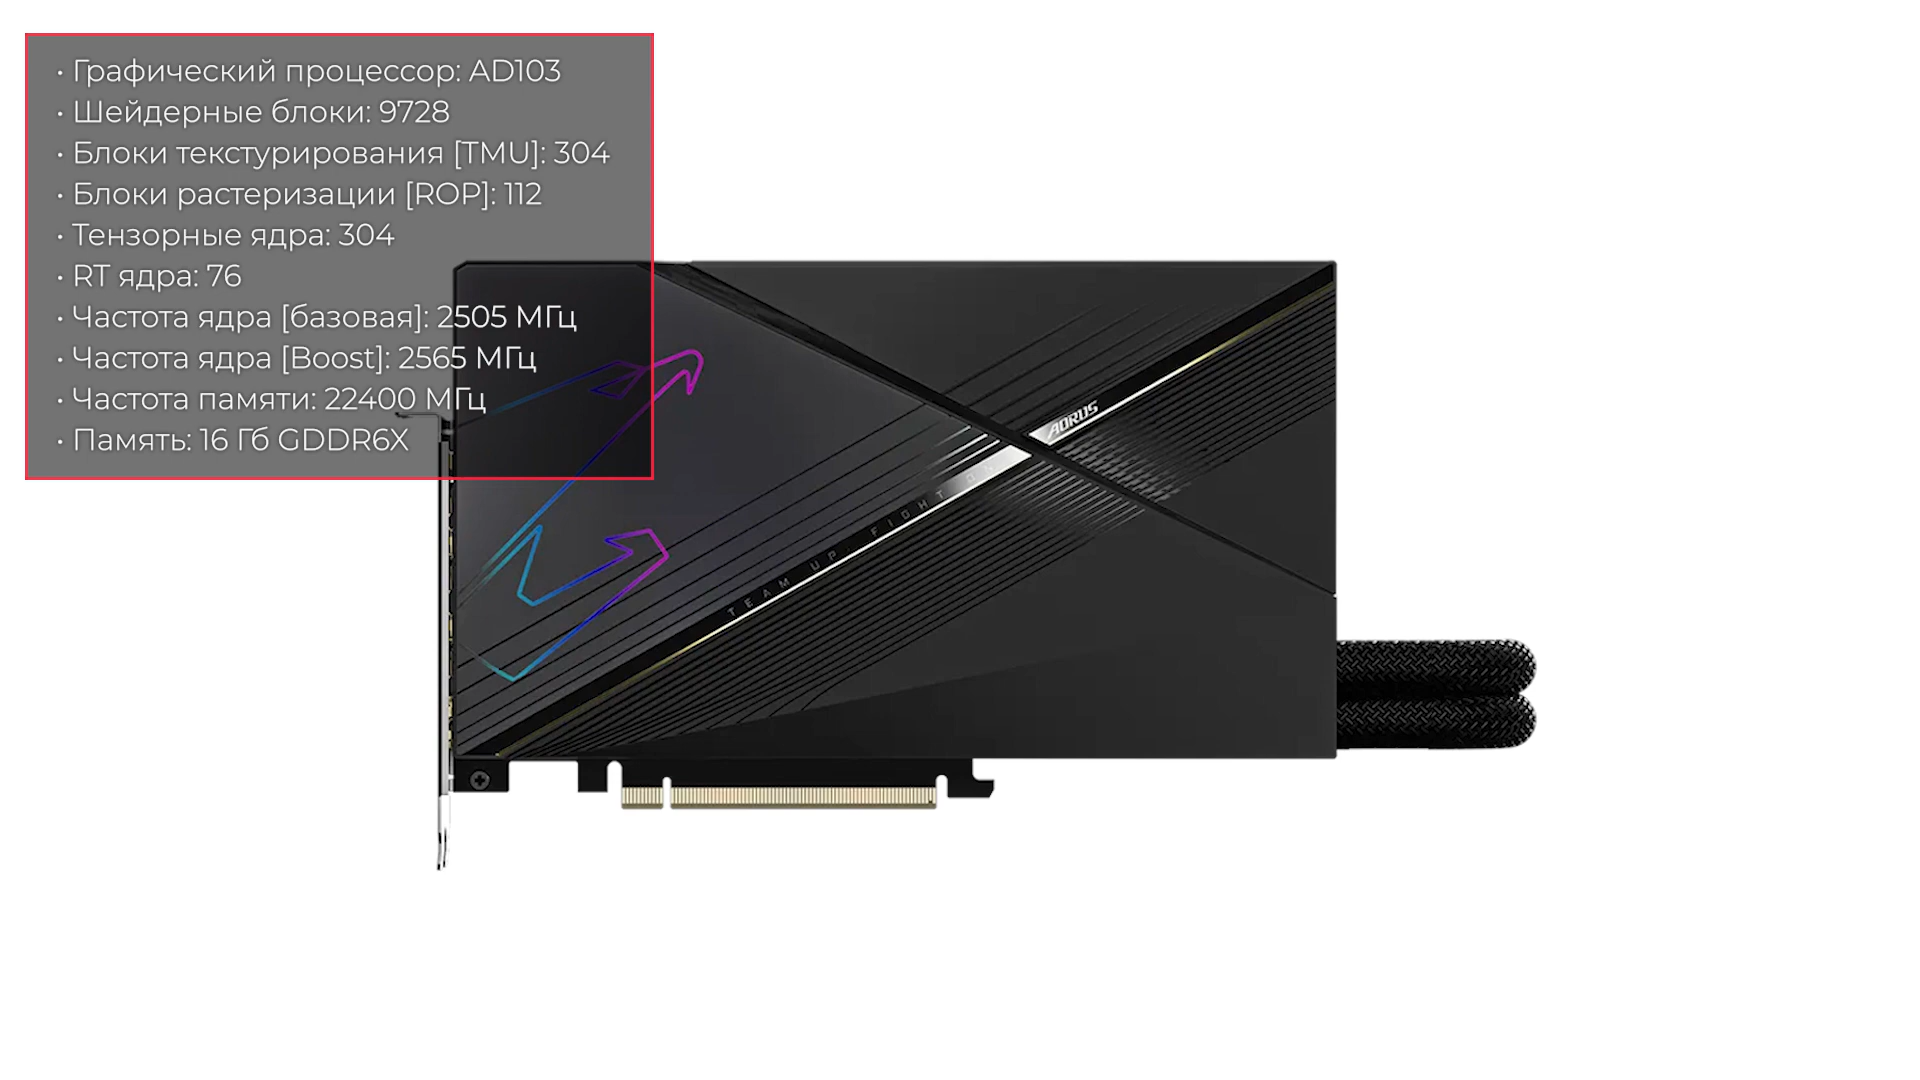 · Графический процессор: AD103
· Шейдерные блоки: 9728
· Блоки текстурирования [TMU]: 304
· Блоки растеризации [ROP]: 112
· Тензорные ядра: 304
· RT ядра: 76
· Частота ядра [базовая]: 2505 МГц
· Частота ядра [Boost]: 2565 МГц
· Частота памяти: 22400 МГц
· Память: 16 Гб GDDR6X
AORUS
TEAM UP. FIGHT ON.